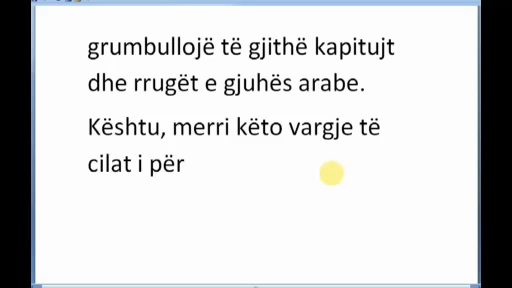 grumbullojë të gjithë kapitujt
dhe rrugët e gjuhës arabe.
Kështu, merri këto vargje të
cilat i për